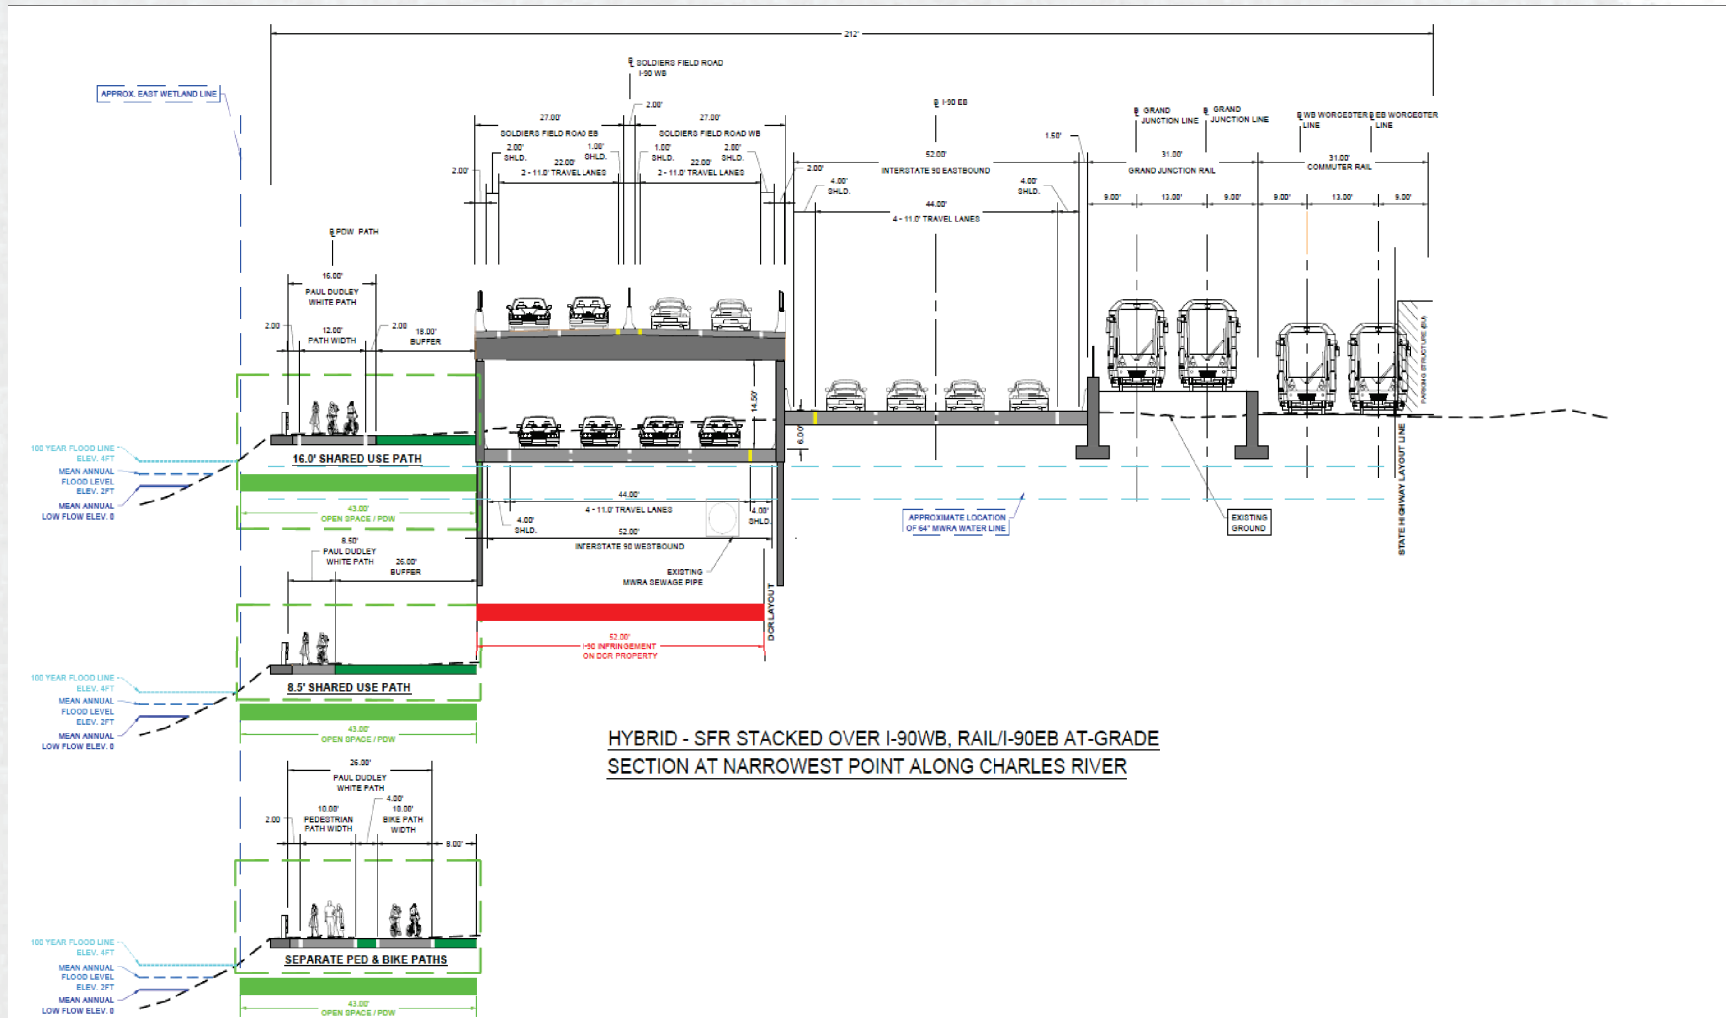 212'
℄ SOLDIERS FIELD ROAD
I-90 WB
APPROX. EAST WETLAND LINE
2.00'
℄ I-90 EB
℄ GRAND
JUNCTION LINE
℄ GRAND
JUNCTION LINE
℄ WB WORCESTER
LINE
℄ EB WORCESTER
LINE
27.00'
SOLDIERS FIELD ROAD EB
27.00'
SOLDIERS FIELD ROAD WB
1.50'
2.00'
SHLD.
1.00'
SHLD.
1.00'
SHLD.
2.00'
SHLD.
22.00'
2 - 11.0' TRAVEL LANES
22.00'
2 - 11.0' TRAVEL LANES
2.00'
2.00'
52.00'
INTERSTATE 90 EASTBOUND
31.00'
GRAND JUNCTION RAIL
31.00'
COMMUTER RAIL
4.00'
SHLD.
4.00'
SHLD.
44.00'
4 - 11.0' TRAVEL LANES
9.00'
13.00'
9.00'
9.00'
13.00'
9.00'
℄ PDW PATH
16.00'
PAUL DUDLEY
WHITE PATH
2.00
12.00'
PATH WIDTH
2.00
18.00'
BUFFER
14.50'
6.00'
PARKING STRUCTURE (BU)
100 YEAR FLOOD LINE
ELEV. 4FT
MEAN ANNUAL
FLOOD LEVEL
ELEV. 2FT
MEAN ANNUAL
LOW FLOW ELEV. 0
16.0' SHARED USE PATH
43.00'
OPEN SPACE / PDW
44.00'
4 - 11.0' TRAVEL LANES
4.00'
SHLD.
4.00'
SHLD.
52.00'
INTERSTATE 90 WESTBOUND
EXISTING
MWRA SEWAGE PIPE
APPROXIMATE LOCATION
OF 64" MWRA WATER LINE
EXISTING
GROUND
STATE HIGHWAY LAYOUT LINE
8.50'
PAUL DUDLEY
WHITE PATH
26.00'
BUFFER
DCR LAYOUT
52.00'
I-90 INFRINGEMENT
ON DCR PROPERTY
100 YEAR FLOOD LINE
ELEV. 4FT
MEAN ANNUAL
FLOOD LEVEL
ELEV. 2FT
MEAN ANNUAL
LOW FLOW ELEV. 0
8.5' SHARED USE PATH
43.00'
OPEN SPACE / PDW
HYBRID - SFR STACKED OVER I-90WB, RAIL/I-90EB AT-GRADE
SECTION AT NARROWEST POINT ALONG CHARLES RIVER
26.00'
PAUL DUDLEY
WHITE PATH
2.00
10.00'
PEDESTRIAN
PATH WIDTH
4.00'
10.00'
BIKE PATH
WIDTH
8.00'
100 YEAR FLOOD LINE
ELEV. 4FT
MEAN ANNUAL
FLOOD LEVEL
ELEV. 2FT
MEAN ANNUAL
LOW FLOW ELEV. 0
SEPARATE PED & BIKE PATHS
43.00'
OPEN SPACE / PDW